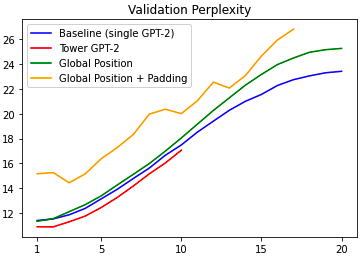 Validation Perplexity
Baseline (single GPT-2)
Tower GPT-2
Global Position
Global Position + Padding
26
24
22
20
18
16
14
12
1
5
10
15
20